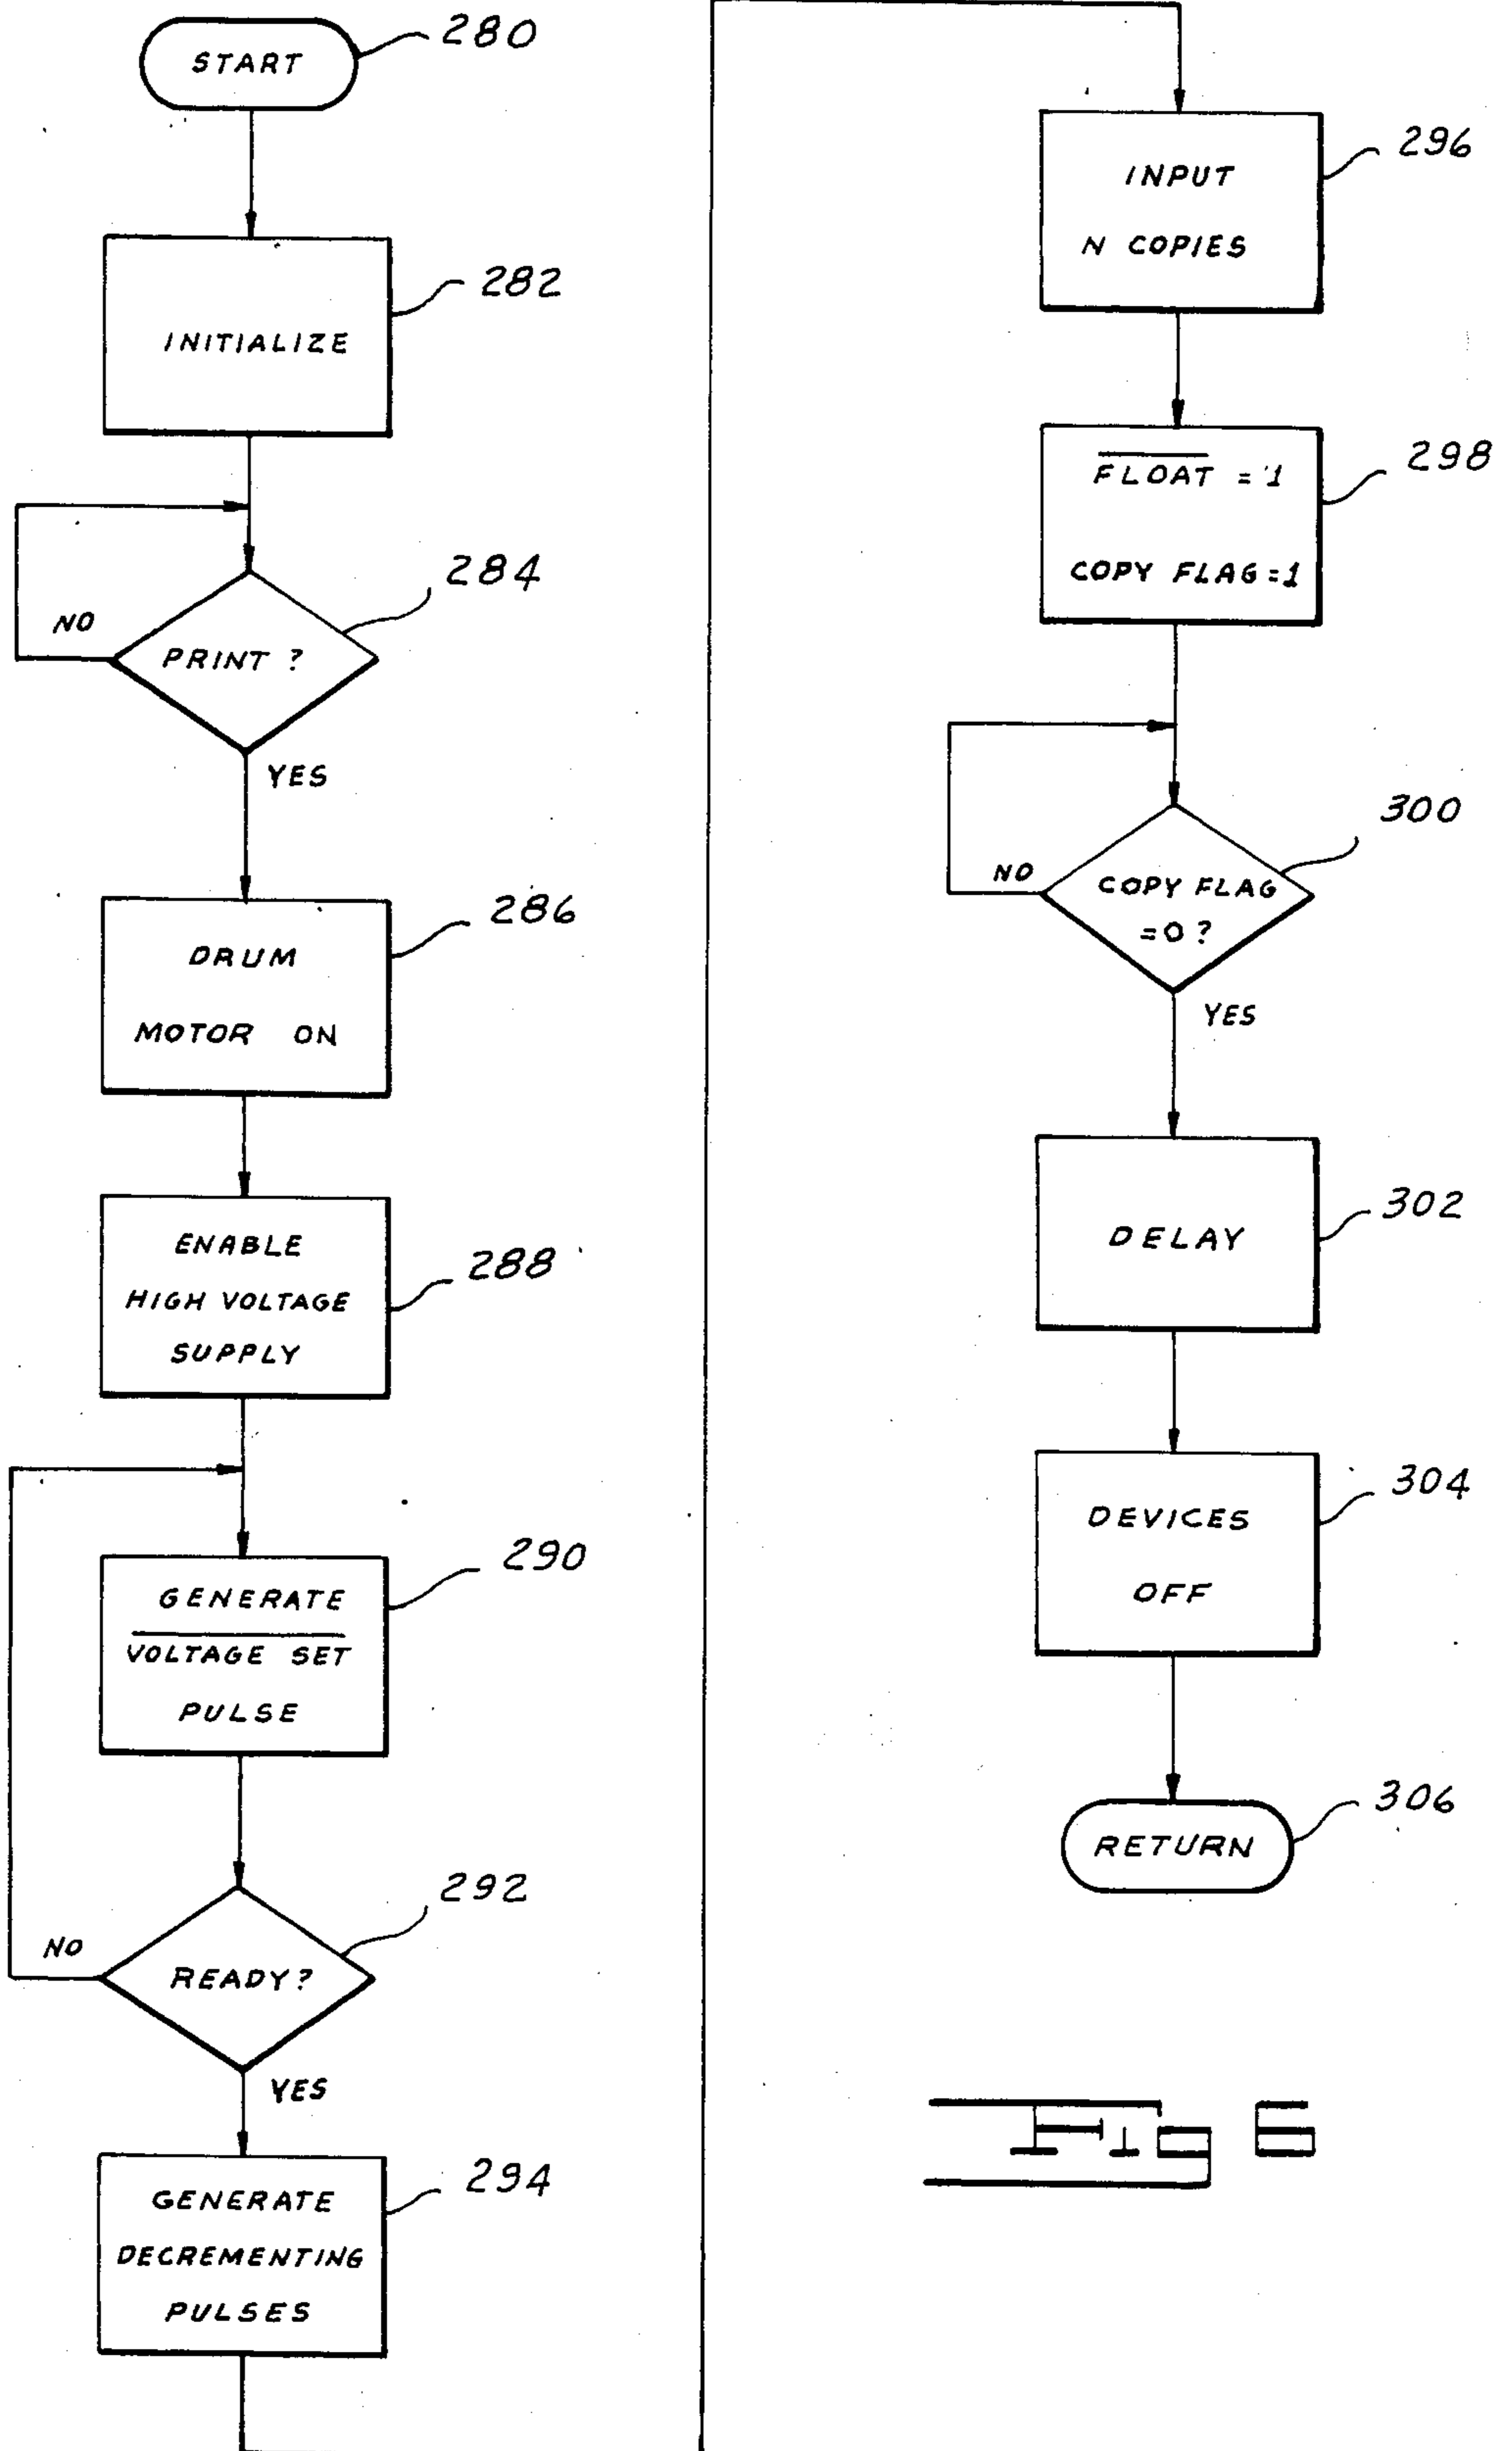 START
280
INITIALIZE
282
284
NO
PRINT ?
YES
DRUM
MOTOR ON
286
ENABLE
HIGH VOLTAGE
SUPPLY
288
GENERATE
VOLTAGE SET
PULSE
290
292
NO
READY?
YES
GENERATE
DECREMENTING
PULSES
294
INPUT
N COPIES
296
FLOAT = 1
COPY FLAG=1
298
300
NO
COPY FLAG
=0?
YES
DELAY
302
DEVICES
OFF
304
RETURN
306
Fig 6